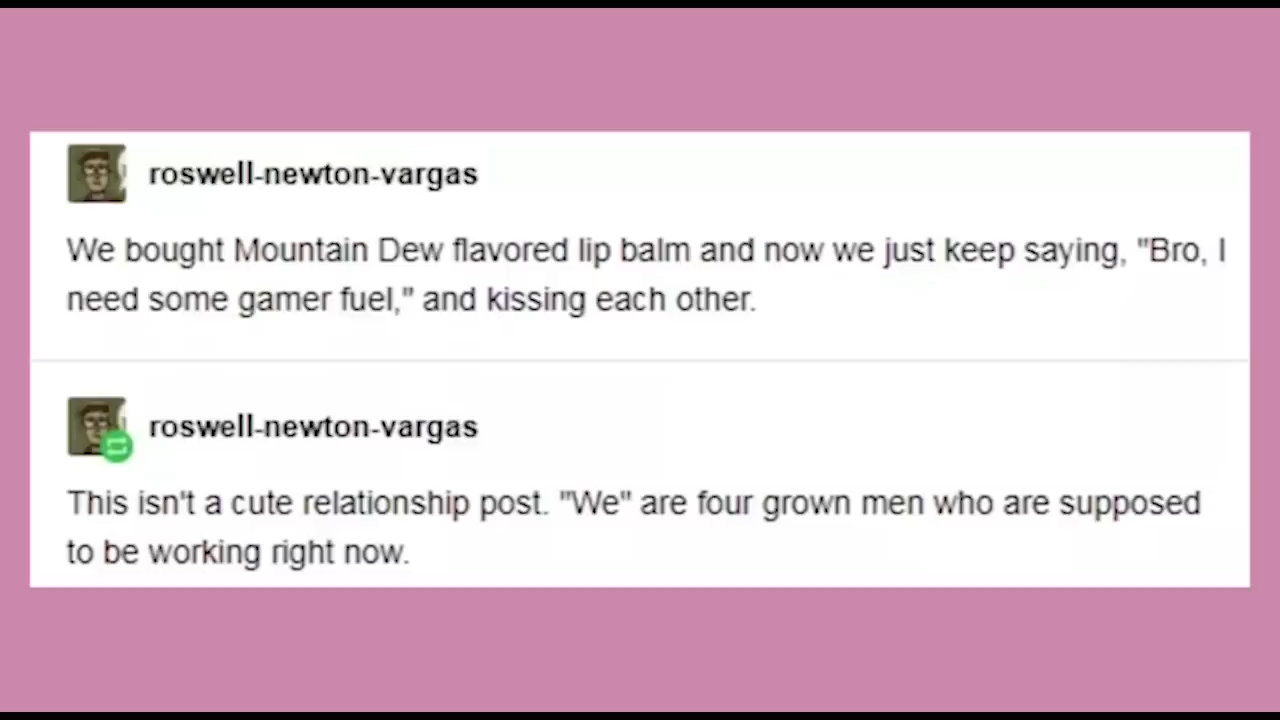 roswell-newton-vargas
We bought Mountain Dew flavored lip balm and now we just keep saying, "Bro, I
need some gamer fuel," and kissing each other.
roswell-newton-vargas
This isn't a cute relationship post. "We" are four grown men who are supposed
to be working right now.